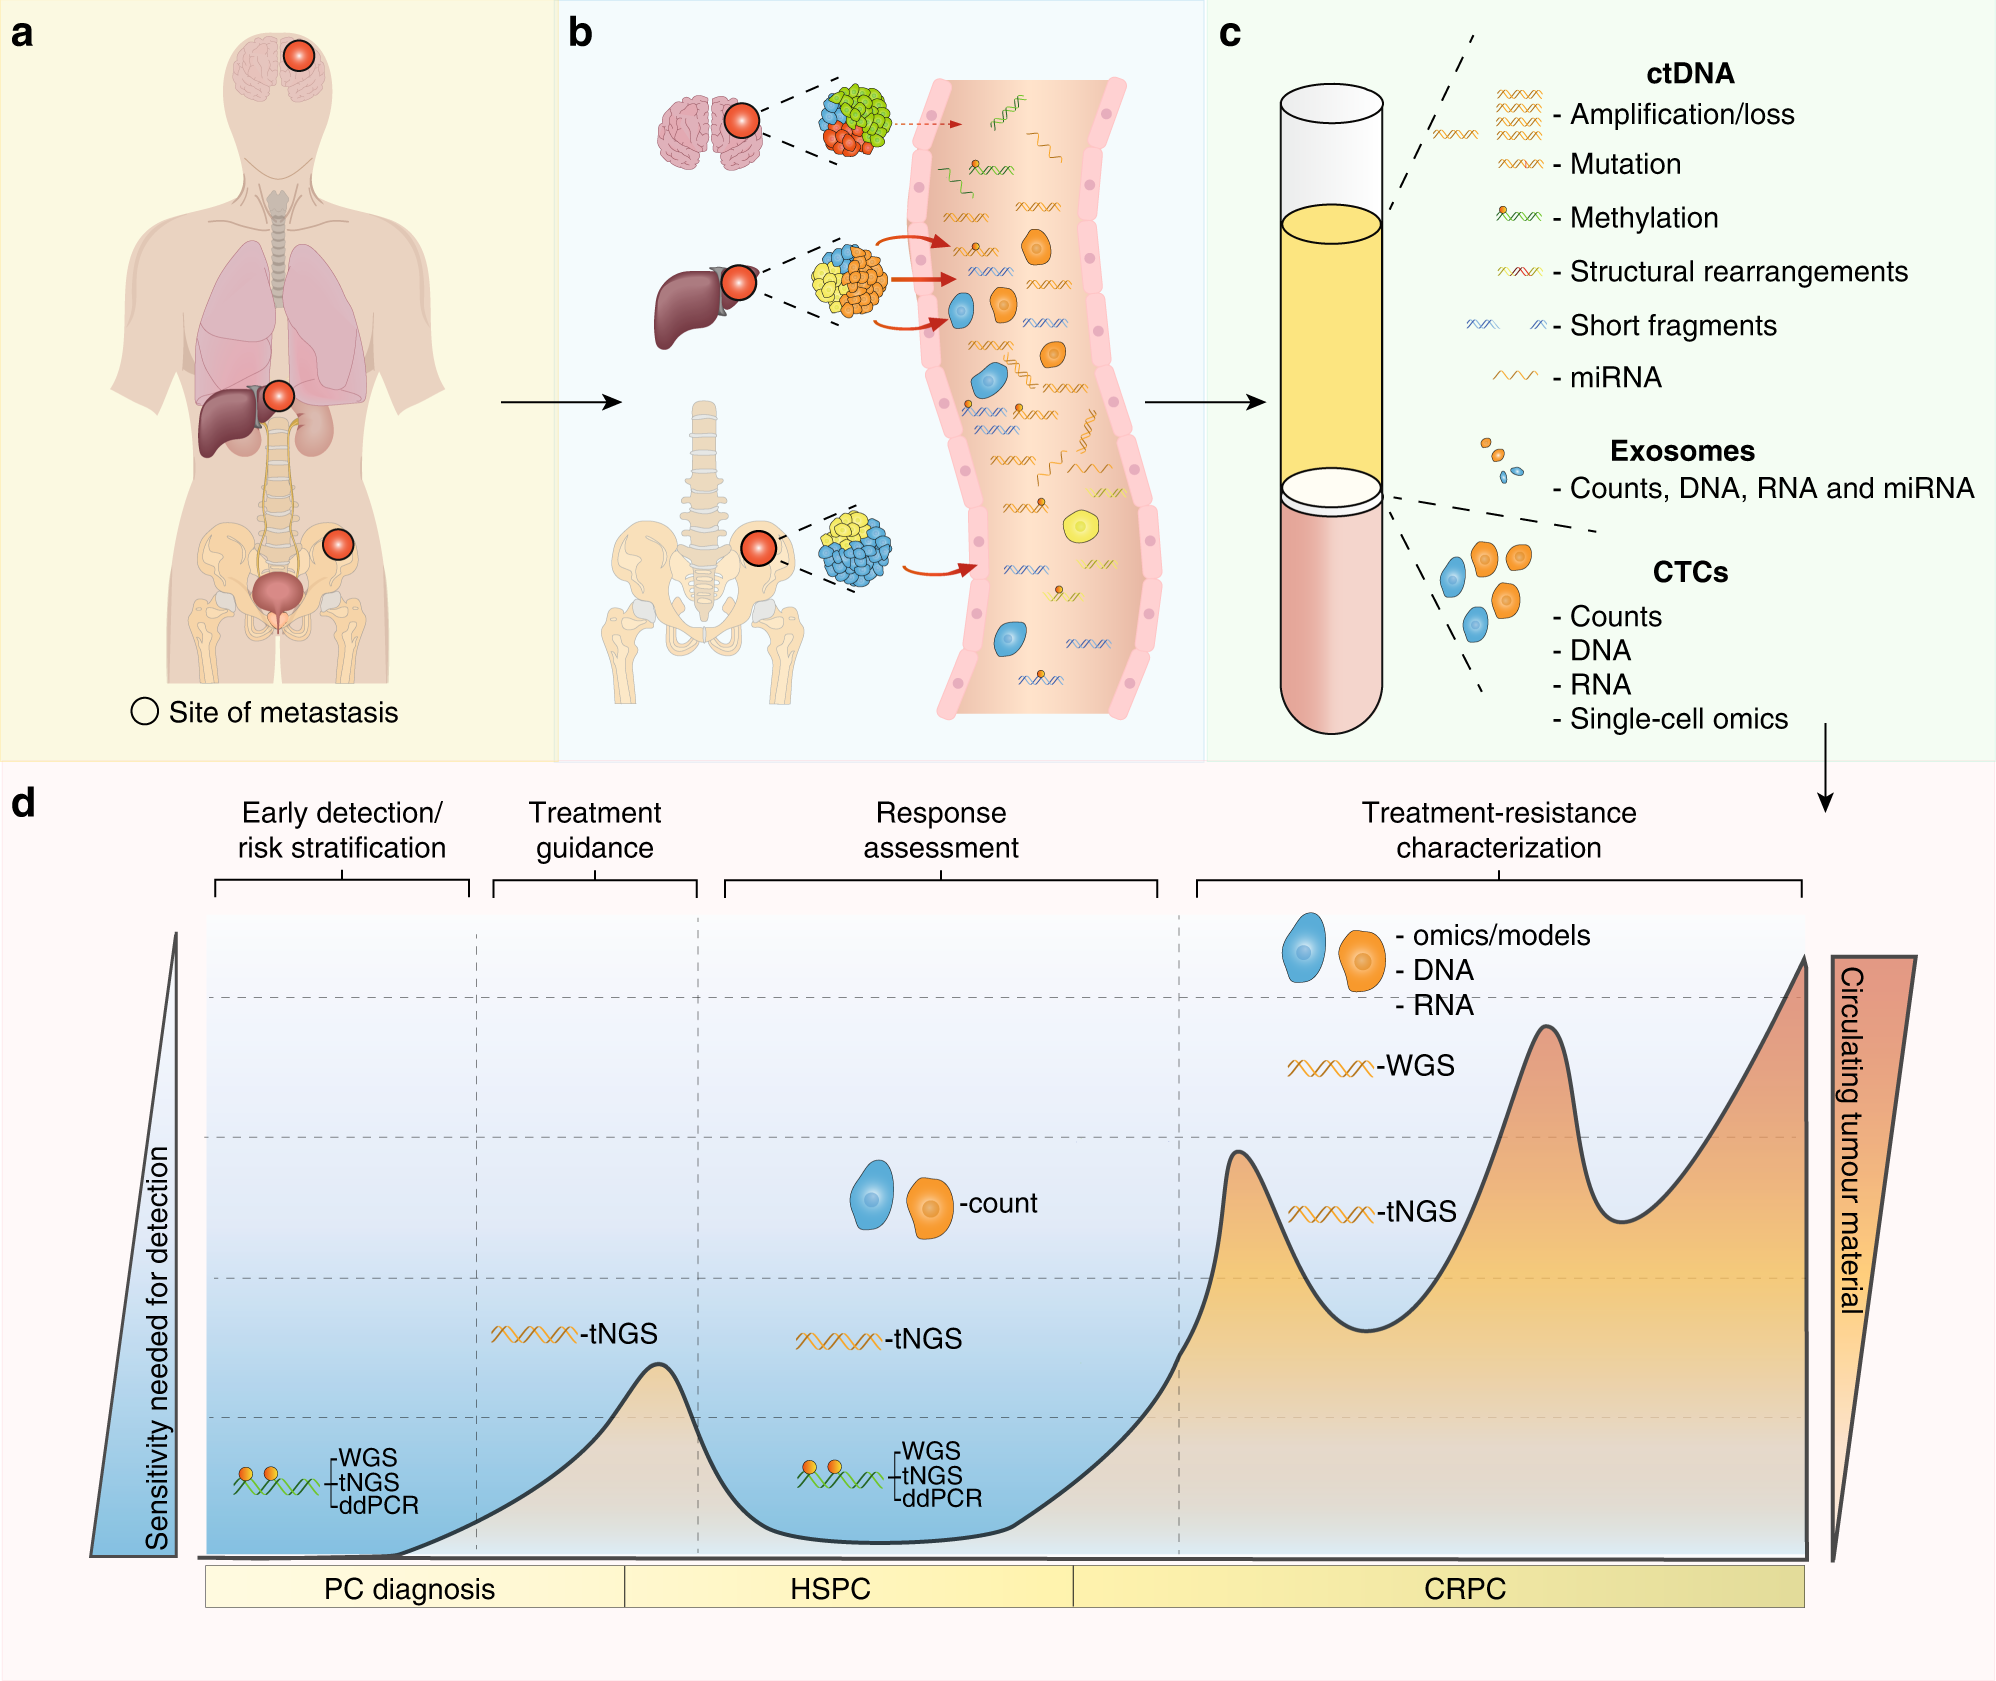 a
Site of metastasis
b
c
ctDNA
- Amplification/loss
- Mutation
- Methylation
- Structural rearrangements
- Short fragments
- miRNA
Exosomes
- Counts, DNA, RNA and miRNA
CTCs
- Counts
- DNA
- RNA
- Single-cell omics
d
Early detection/
risk stratification
Treatment
guidance
Response
assessment
Treatment-resistance
characterization
Sensitivity needed for detection
WGS
tNGS
ddPCR
-tNGS
-count
-tNGS
WGS
tNGS
ddPCR
- omics/models
- DNA
- RNA
-WGS
-tNGS
Circulating tumour material
PC diagnosis
HSPC
CRPC